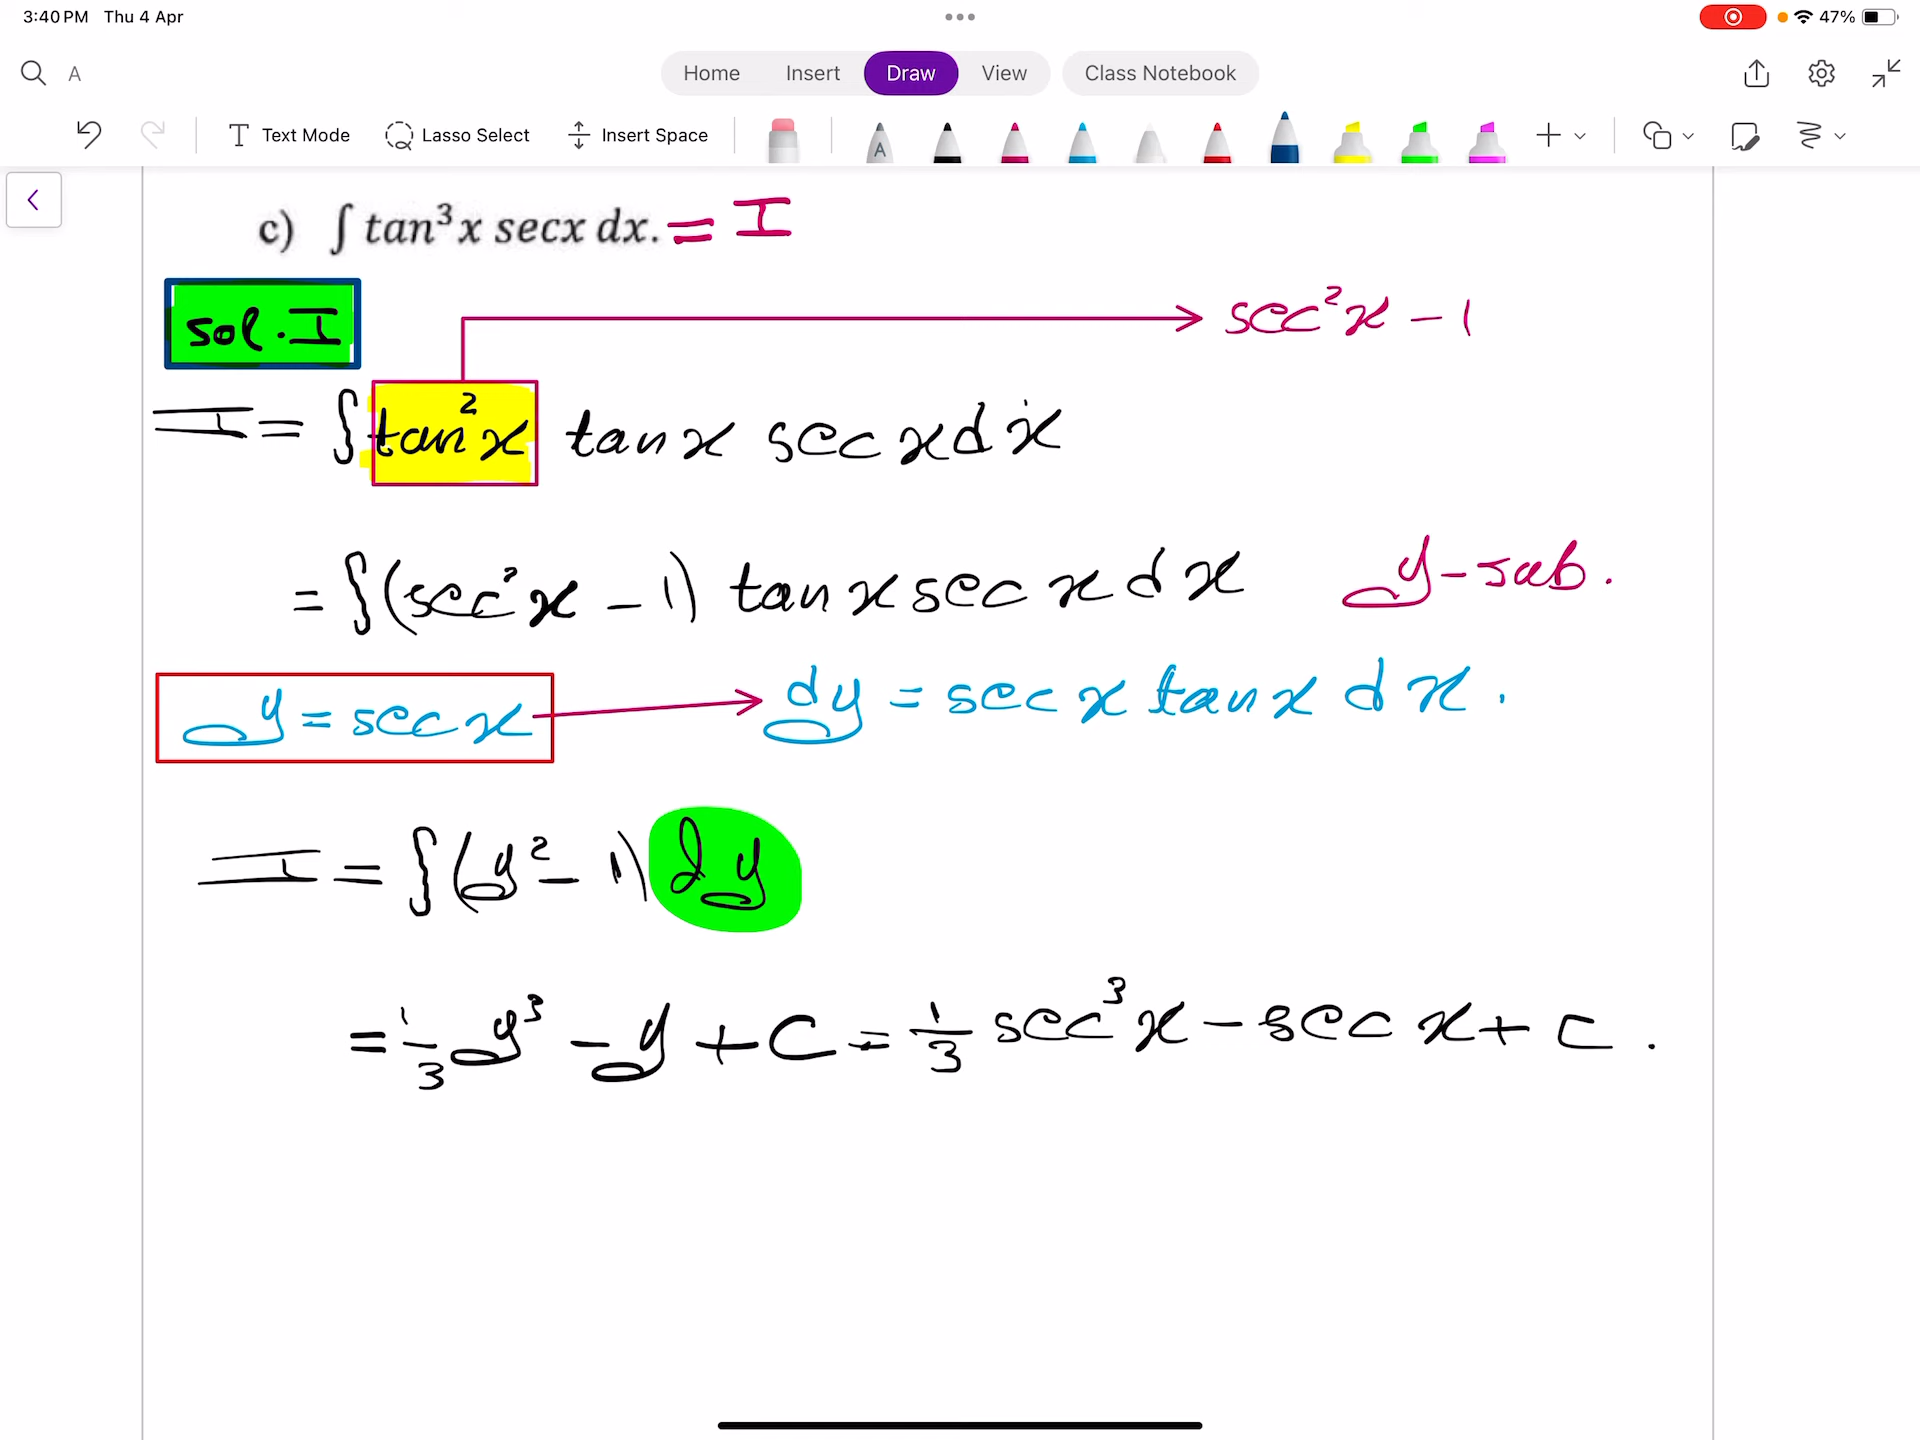 3:40 PM Thu 4 Apr
47%
A
Home Insert Draw View Class Notebook
Text Mode Lasso Select Insert Space
A
c) ∫ tan³x secx dx. = I
sol. I
sec²x - 1
I = ∫ tan²x tanx secx dx
= ∫(sec²x - 1) tanx secx dx y-sub.
y = secx → dy = secx tanx dx.
I = ∫(y² - 1) dy
= 1/3 y³ - y + C = 1/3 sec³x - secx + C.